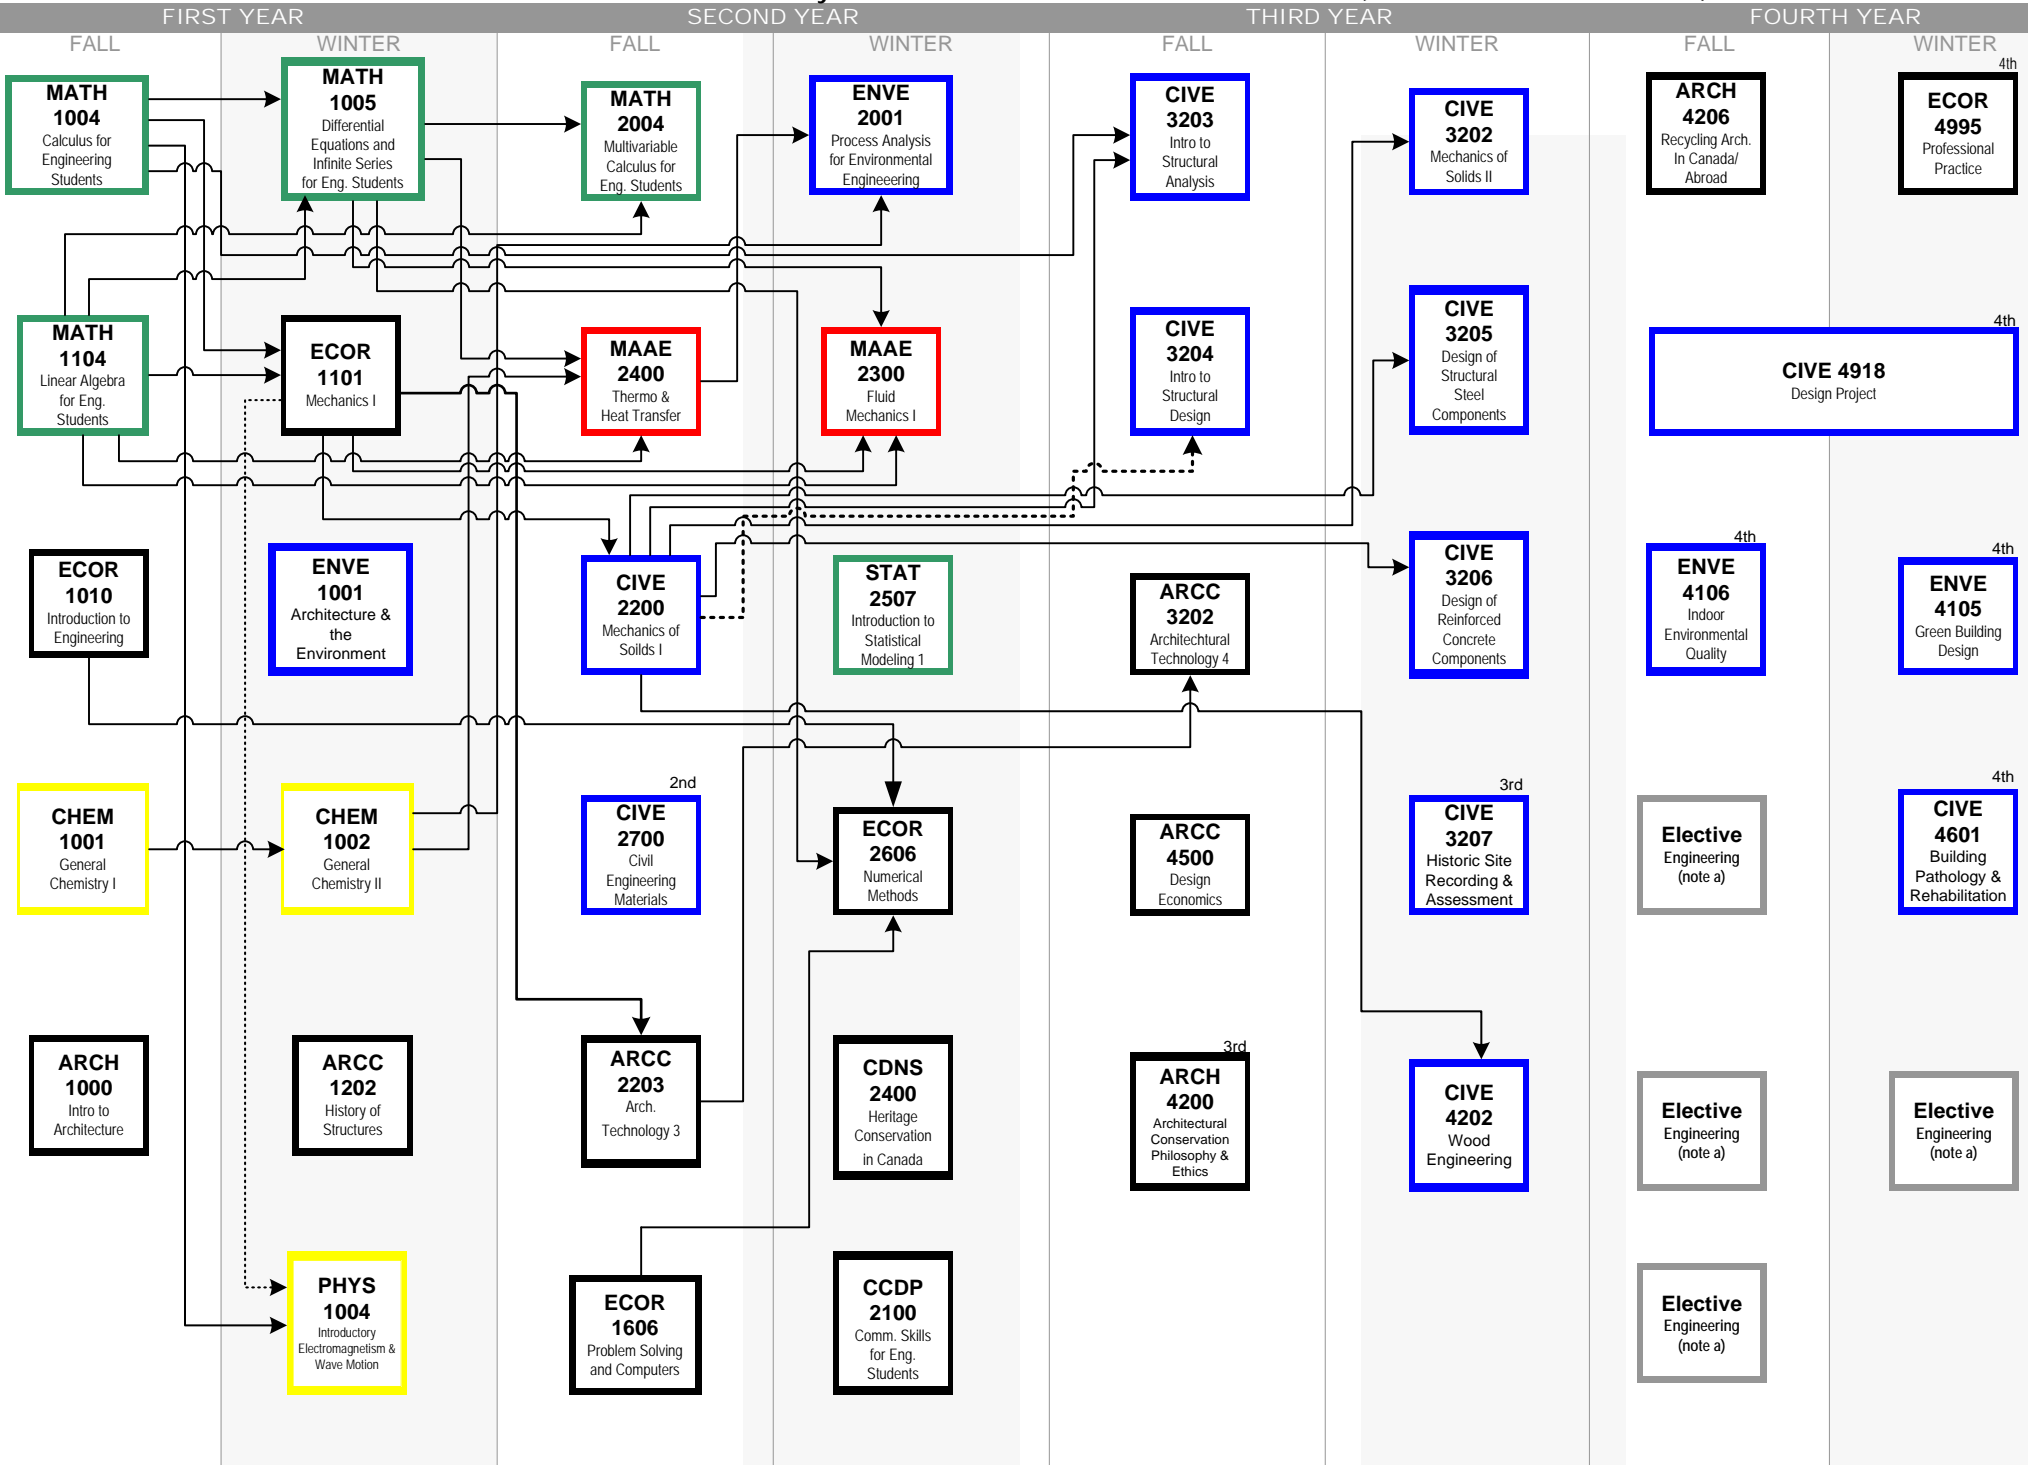 FIRST YEAR
SECOND YEAR
THIRD YEAR
FOURTH YEAR
FALL
WINTER
FALL
WINTER
FALL
WINTER
FALL
WINTER
MATH
1004
Calculus for
Engineering
Students
MATH
1005
Differential
Equations and
Infinite Series
for Eng. Students
MATH
2004
Multivariable
Calculus for
Eng. Students
ENVE
2001
Process Analysis
for Environmental
Engineeering
CIVE
3203
Intro to
Structural
Analysis
CIVE
3202
Mechanics of
Solids II
ARCH
4206
Recycling Arch.
In Canada/
Abroad
4th
ECOR
4995
Professional
Practice
MATH
1104
Linear Algebra
for Eng.
Students
ECOR
1101
Mechanics I
MAAE
2400
Thermo &
Heat Transfer
MAAE
2300
Fluid
Mechanics I
CIVE
3204
Intro to
Structural
Design
CIVE
3205
Design of
Structural
Steel
Components
4th
CIVE 4918
Design Project
ECOR
1010
Introduction to
Engineering
ENVE
1001
Architecture &
the
Environment
CIVE
2200
Mechanics of
Soilds I
STAT
2507
Introduction to
Statistical
Modeling 1
ARCC
3202
Architechtural
Technology 4
CIVE
3206
Design of
Reinforced
Concrete
Components
4th
ENVE
4106
Indoor
Environmental
Quality
4th
ENVE
4105
Green Building
Design
CHEM
1001
General
Chemistry I
CHEM
1002
General
Chemistry II
2nd
CIVE
2700
Civil
Engineering
Materials
ECOR
2606
Numerical
Methods
ARCC
4500
Design
Economics
3rd
CIVE
3207
Historic Site
Recording &
Assessment
Elective
Engineering
(note a)
4th
CIVE
4601
Building
Pathology &
Rehabilitation
ARCH
1000
Intro to
Architecture
ARCC
1202
History of
Structures
ARCC
2203
Arch.
Technology 3
CDNS
2400
Heritage
Conservation
in Canada
3rd
ARCH
4200
Architectural
Conservation
Philosophy &
Ethics
CIVE
4202
Wood
Engineering
Elective
Engineering
(note a)
Elective
Engineering
(note a)
PHYS
1004
Introductory
Electromagnetism &
Wave Motion
ECOR
1606
Problem Solving
and Computers
CCDP
2100
Comm. Skills
for Eng.
Students
Elective
Engineering
(note a)